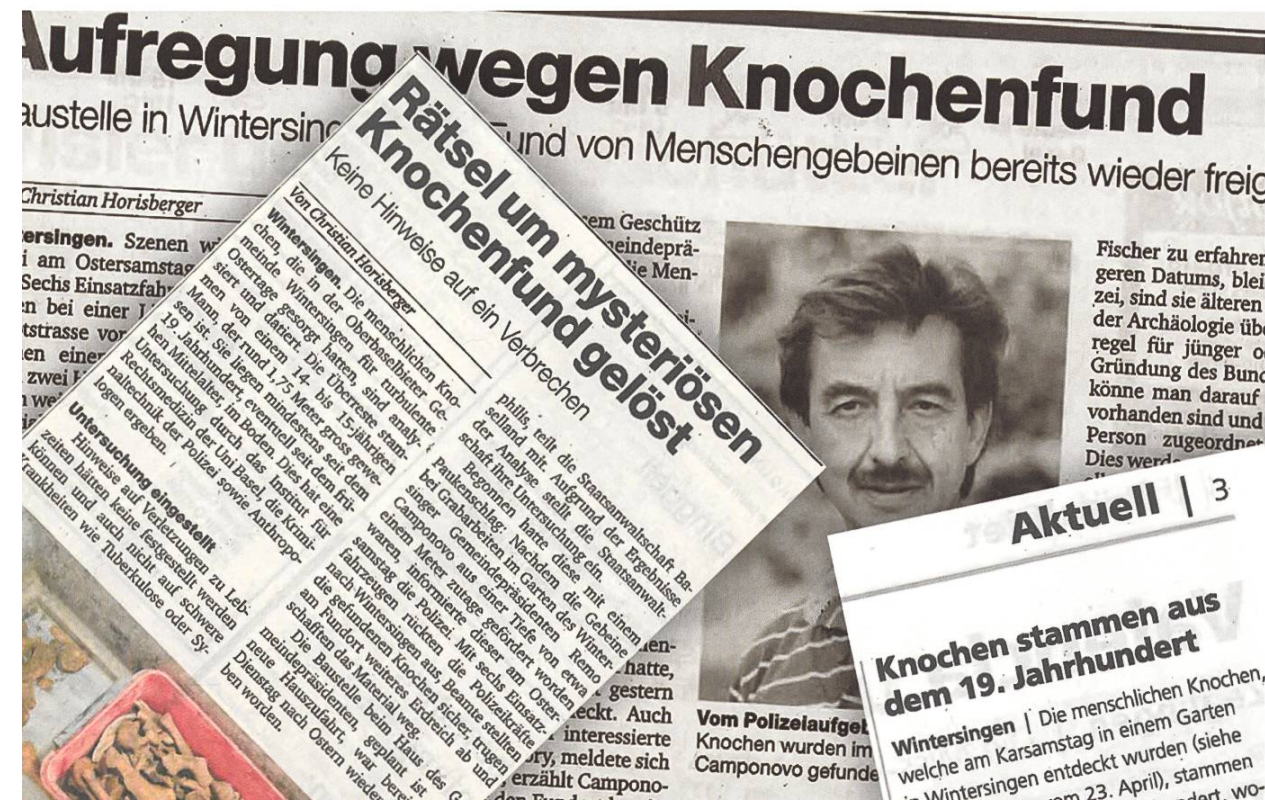 Aufregung wegen Knochenfund
austelle in Wintersing und von Menschengebeinen bereits wieder freig
Christian Horisberger
ersingen. Szenen wi
i am Ostersamstag
Sechs Einsatzfah
n bei einer
tstrasse vor
en einer
zwei
em Geschütz
eindeprä-
ie Men-
Fischer zu erfahren
geren Datums, blei
zei, sind sie älteren
der Archäologie übe
regel für jünger o
Gründung des Bund
könne man darauf
vorhanden sind und
Person zugeordnet
Dies werd
en-
hatte,
gestern
eckt. Auch
interessierte
ory, meldete sich
erzählt Campono-
Vom Polizeiaufgeb
Knochen wurden im
Camponovo gefunde
Rätsel um mysteriösen
Knochenfund gelöst
Keine Hinweise auf ein Verbrechen
Von Christian Horisberger
Wintersingen. Die menschlichen Kno-
chen, die in der Oberbaselbieter Ge-
meinde Wintersingen für turbulente
Ostertage gesorgt hatten, sind analy-
siert und datiert. Die Überreste stam-
men von einem 14- bis 15-jährigen
Mann, der rund 1,75 Meter gross gewe-
sen ist. Sie liegen mindestens seit dem
19. Jahrhundert, eventuell seit dem frü-
hen Mittelalter, im Boden. Dies hat eine
Untersuchung durch das Institut für
Rechtsmedizin der Uni Basel, die Krimi-
naltechnik der Polizei sowie Anthropo-
logen ergeben.
Untersuchung eingestellt
Hinweise auf Verletzungen zu Leb-
zeiten hätten keine festgestellt werden
können und auch nicht auf schwere
rankheiten wie Tuberkulose oder Sy-
phills, teilt die Staatsanwaltschaft Ba-
selland mit. Aufgrund der Ergebnisse
der Analyse stellt die Staatsanwalt-
schaft ihre Untersuchung ein.
Begonnen hatte diese mit einem
Paukenschlag: Nachdem die Gebeine
bei Grabarbeiten im Garten des Winter-
singer Gemeindepräsidenten Remo
Camponovo aus einer Tiefe von etwa
einem Meter zutage gefördert worden
waren, informierte dieser am Oster-
samstag die Polizei. Mit sechs Einsatz-
fahrzeugen rückten die Polizeikräfte
nach Wintersingen aus, Beamte stellten
die gefundenen Knochen sicher, trugen
am Fundort weiteres Erdreich ab und
schafften das Material weg.
Die Baustelle beim Haus des G
meindepräsidenten, geplant ist
neue Hauszufahrt, war berei
Dienstag nach Ostern wieder
ben worden.
Aktuell | 3
Knochen stammen aus
dem 19. Jahrhundert
Wintersingen | Die menschlichen Knochen,
welche am Karsamstag in einem Garten
in Wintersingen entdeckt wurden (siehe
om 23. April), stammen
dert, wo-